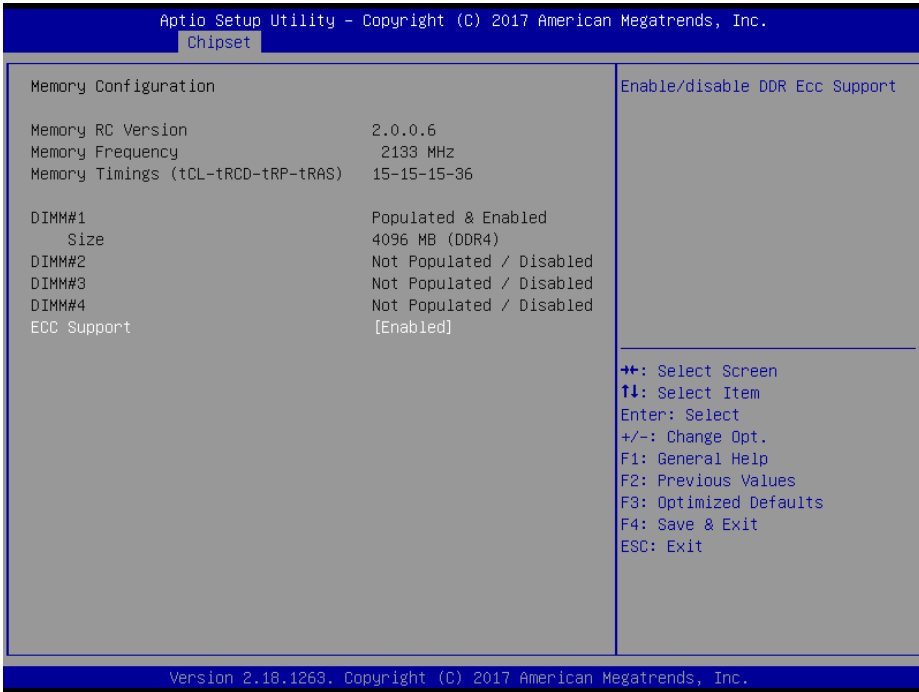 Aptio Setup Utility – Copyright (C) 2017 American Megatrends, Inc.
Chipset
Memory Configuration
Enable/disable DDR Ecc Support
Memory RC Version 2.0.0.6
Memory Frequency 2133 MHz
Memory Timings (tCL-tRCD-tRP-tRAS) 15-15-15-36
DIMM#1 Populated & Enabled
Size 4096 MB (DDR4)
DIMM#2 Not Populated / Disabled
DIMM#3 Not Populated / Disabled
DIMM#4 Not Populated / Disabled
ECC Support [Enabled]
→←: Select Screen
↑↓: Select Item
Enter: Select
+/-: Change Opt.
F1: General Help
F2: Previous Values
F3: Optimized Defaults
F4: Save & Exit
ESC: Exit
Version 2.18.1263. Copyright (C) 2017 American Megatrends, Inc.